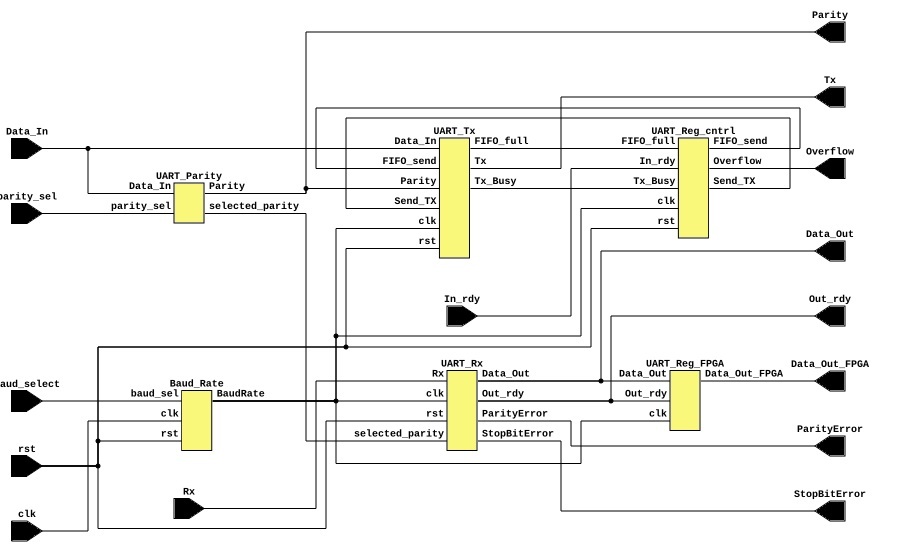 Parity
Tx
Data_In
UART_Tx
UART_Reg_cntrl
Data_In
FIFO_full
FIFO_full
FIFO_send
Overflow
FIFO_send
Tx
In_rdy
Overflow
UART_Parity
Data_In
Parity
Parity
Tx_Busy
Tx_Busy
Send_TX
parity_sel
parity_sel
selected_parity
Send_TX
clk
clk
rst
rst
Data_Out
In_rdy
Out_rdy
UART_Rx
UART_Reg_FPGA
Data_Out_FPGA
Rx
Data_Out
Data_Out
Data_Out_FPGA
aud_select
Baud_Rate
baud_sel
BaudRate
clk
Out_rdy
Out_rdy
clk
rst
ParityError
clk
ParityError
rst
selected_parity
StopBitError
rst
Rx
StopBitError
clk